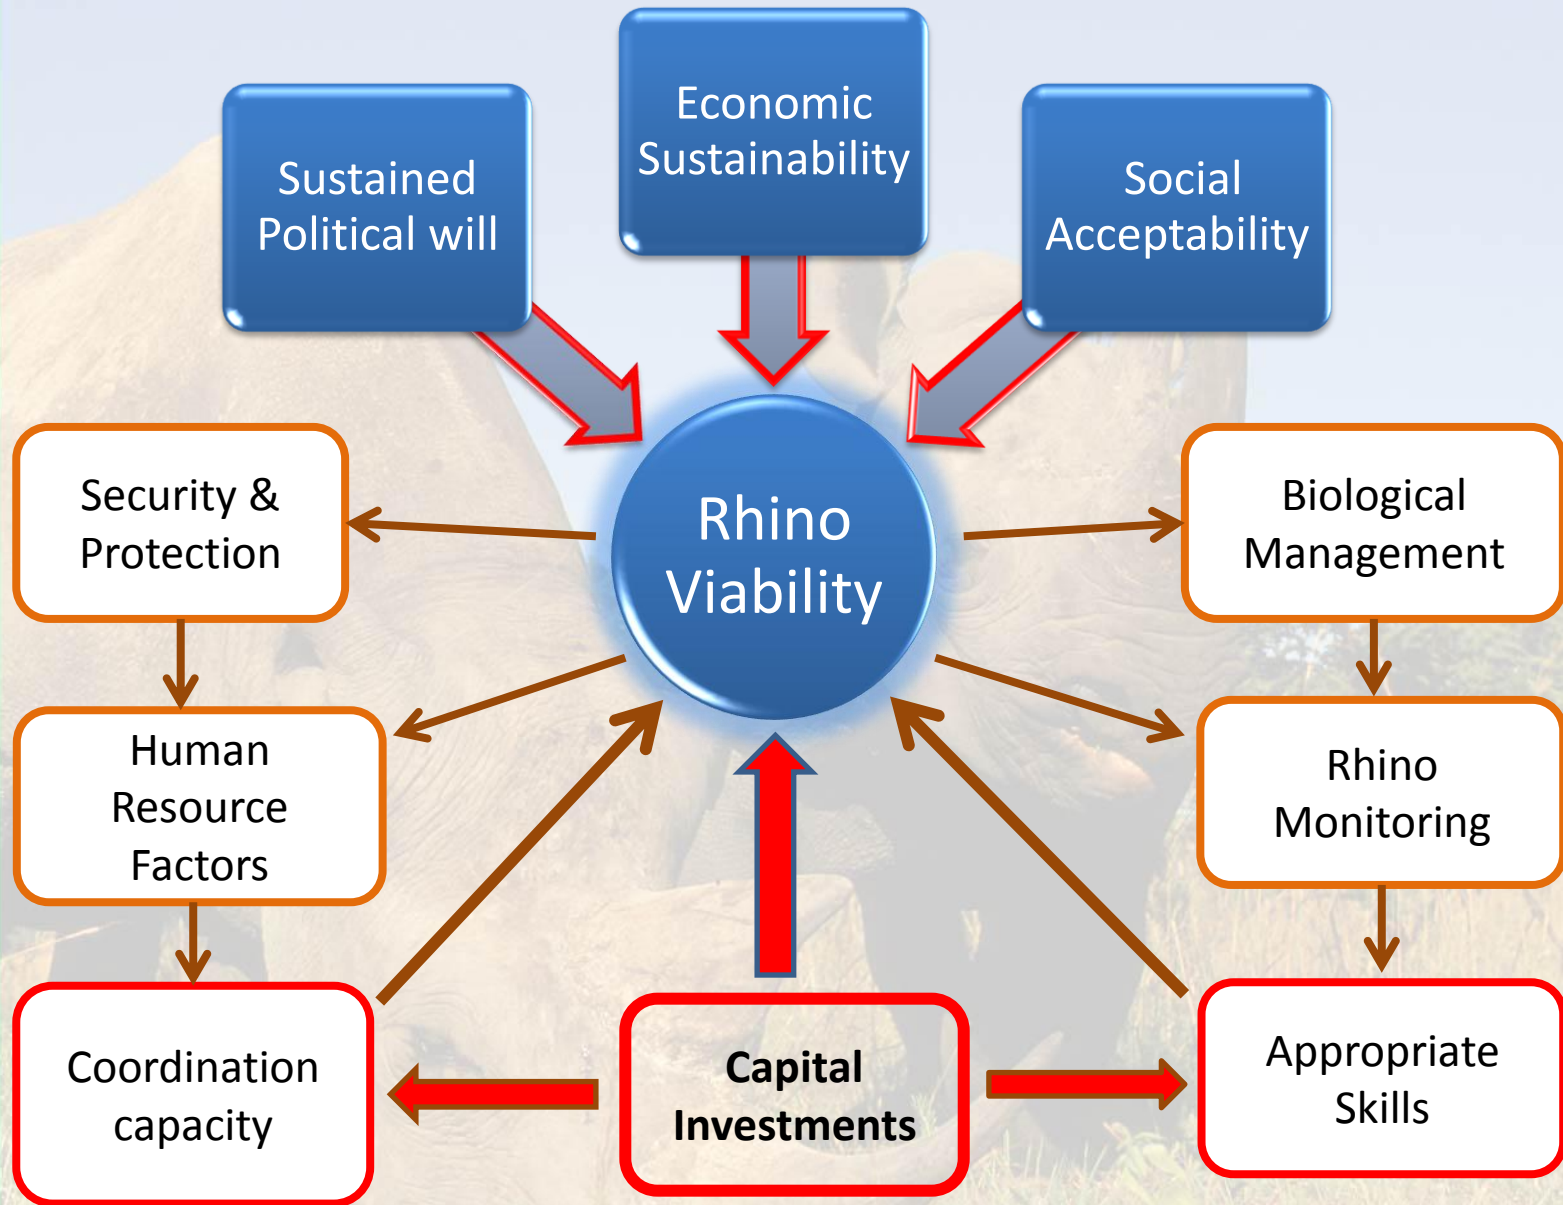 Economic
Sustainability
Sustained
Political will
Social
Acceptability
Rhino
Viability
Security &
Protection
Biological
Management
Human
Resource
Factors
Rhino
Monitoring
Coordination
capacity
Capital
Investments
Appropriate
Skills